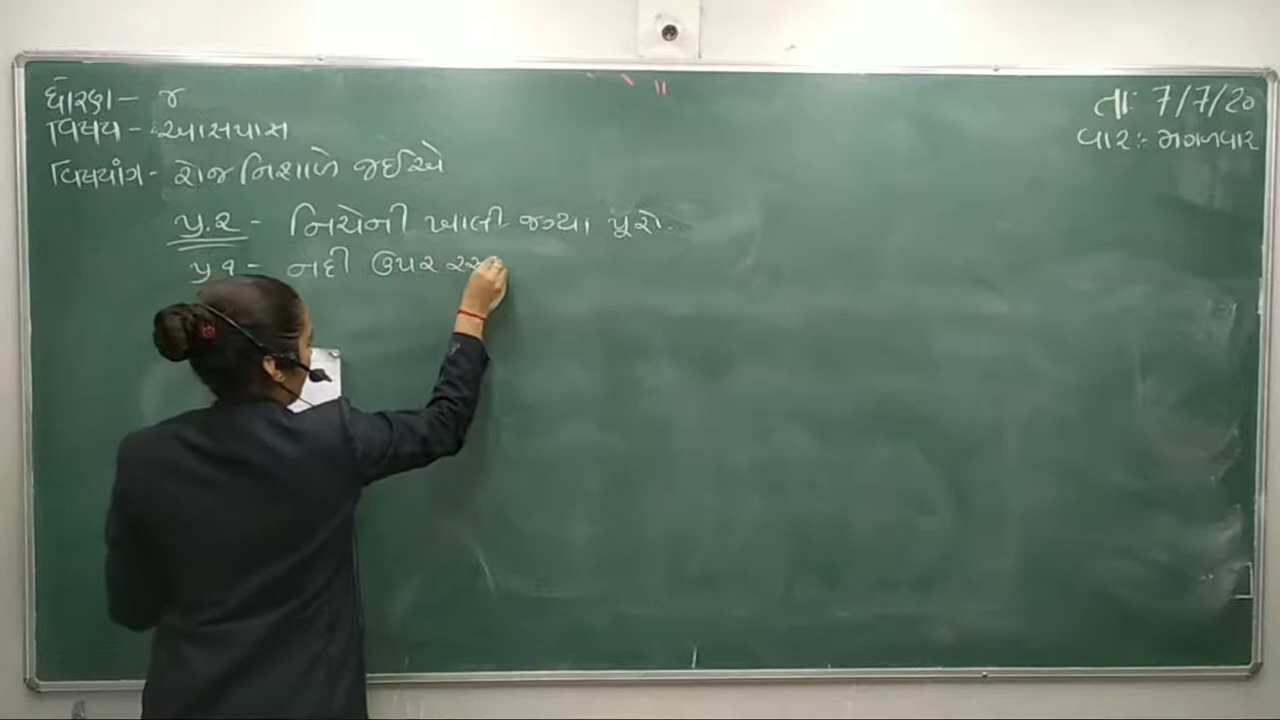 ધોરણ - ૪
વિષય - આસપાસ
વિષયાંગ - રોજ નિશાળે જઈએ
તા: 7/7/20
વાર:- મંગળવાર
પ્ર.૨ - નિચેની ખાલી જગ્યા પૂરો.
પ્ર ૧ - નદી ઉપર